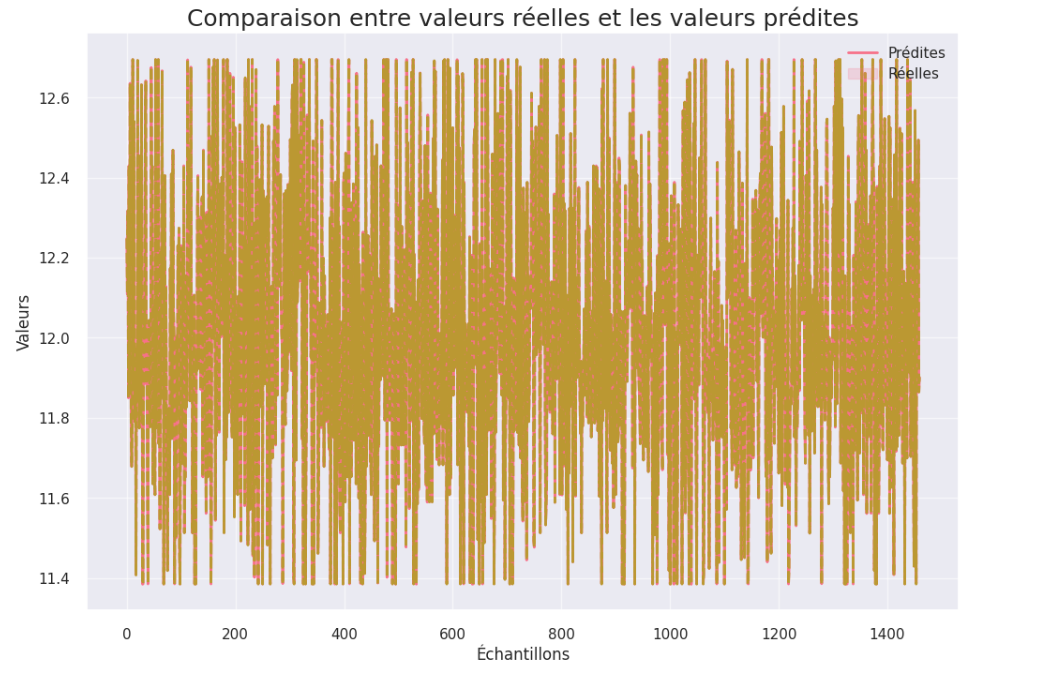 Comparaison entre valeurs réelles et les valeurs prédites
Prédites
Réelles
12.6
12.4
12.2
12.0
11.8
11.6
11.4
Valeurs
0 200 400 600 800 1000 1200 1400
Échantillons